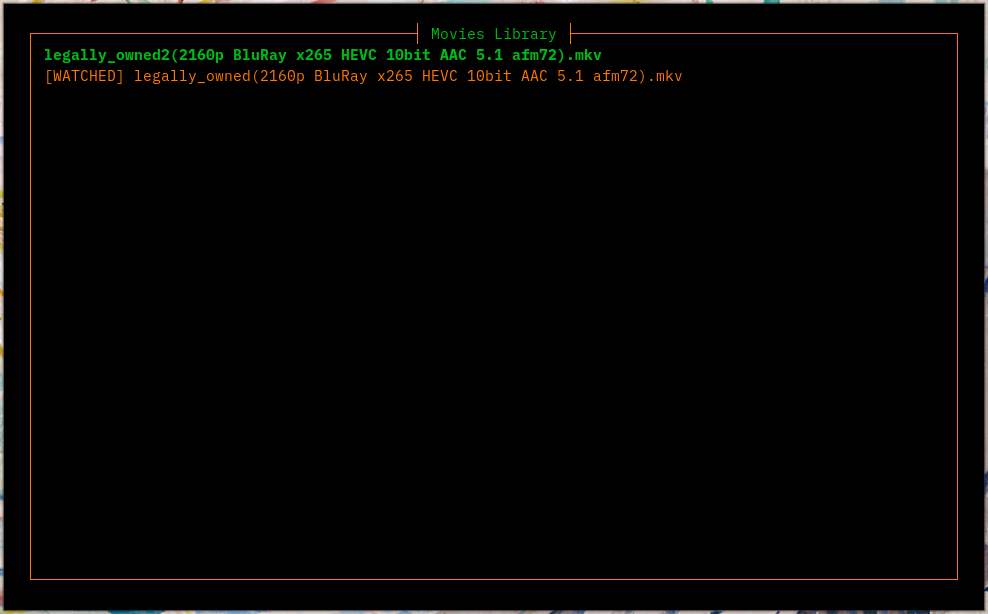 Movies Library
legally_owned2(2160p BluRay x265 HEVC 10bit AAC 5.1 afm72).mkv
[WATCHED] legally_owned(2160p BluRay x265 HEVC 10bit AAC 5.1 afm72).mkv